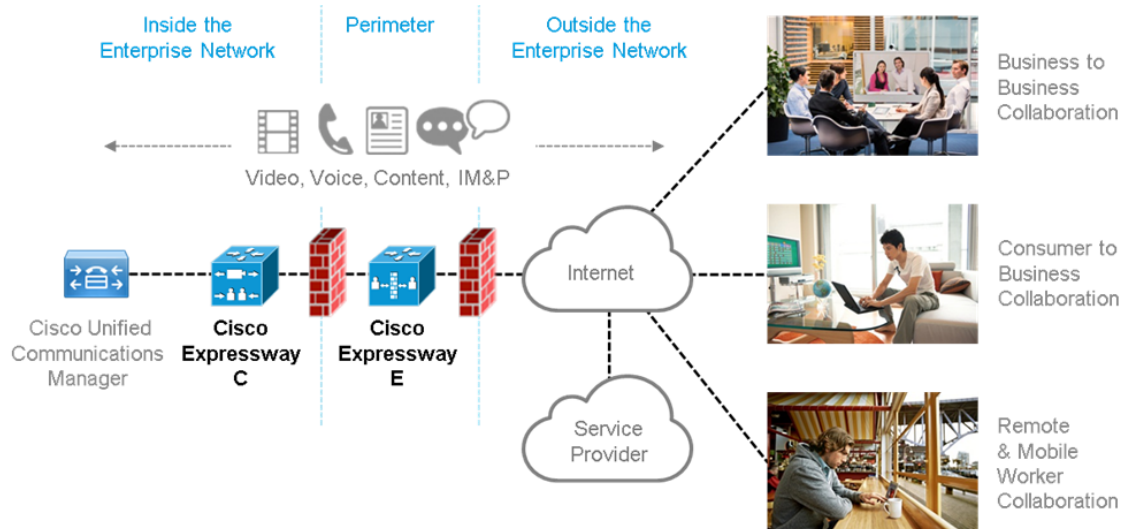 Inside the
Enterprise Network
Perimeter
Outside the
Enterprise Network
Video, Voice, Content, IM&P
Business to
Business
Collaboration
Internet
Consumer to
Business
Collaboration
Cisco Unified
Communications
Manager
Cisco
Expressway
C
Cisco
Expressway
E
Service
Provider
Remote
& Mobile
Worker
Collaboration